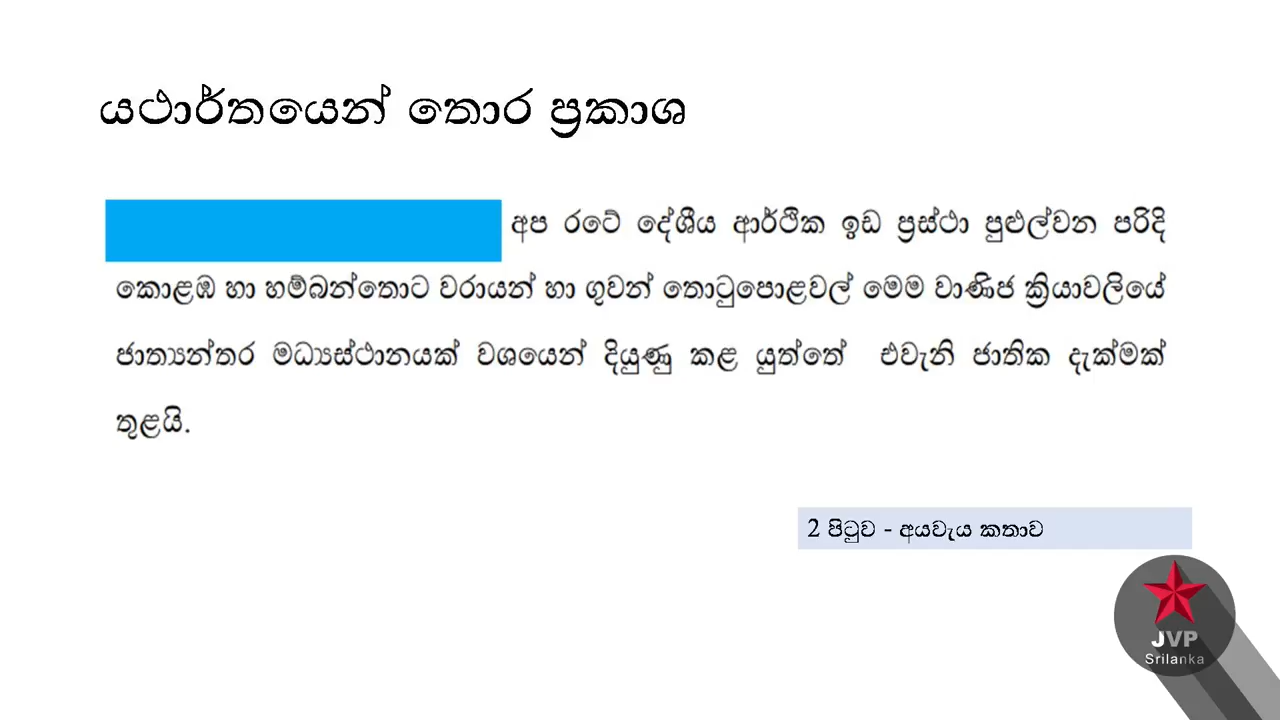 යථාර්තයෙන් තොර ප්‍රකාශ
අප රටේ දේශීය ආර්ථික ඉඩ ප්‍රස්ථා පුළුල්වන පරිදි
කොළඹ හා හම්බන්තොට වරායන් හා ගුවන් තොටුපොළවල් මෙම වාණිජ ක්‍රියාවලියේ
ජාත්‍යන්තර මධ්‍යස්ථානයක් වශයෙන් දියුණු කළ යුත්තේ එවැනි ජාතික දැක්මක්
තුළයි.
2 පිටුව - අයවැය කතාව
JVP
Srilanka